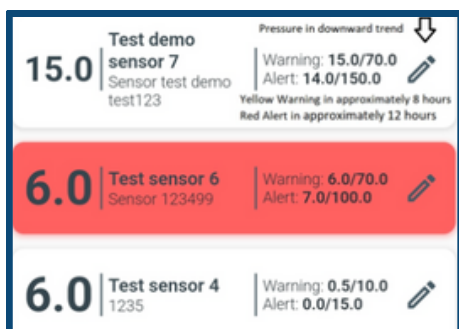 Pressure in downward trend
15.0
Test demo
sensor 7
Sensor test demo
test123
Warning: 15.0/70.0
Alert: 14.0/150.0
Yellow Warning in approximately 8 hours
Red Alert in approximately 12 hours
6.0
Test sensor 6
Sensor 123499
Warning: 6.0/70.0
Alert: 7.0/100.0
6.0
Test sensor 4
1235
Warning: 0.5/10.0
Alert: 0.0/15.0